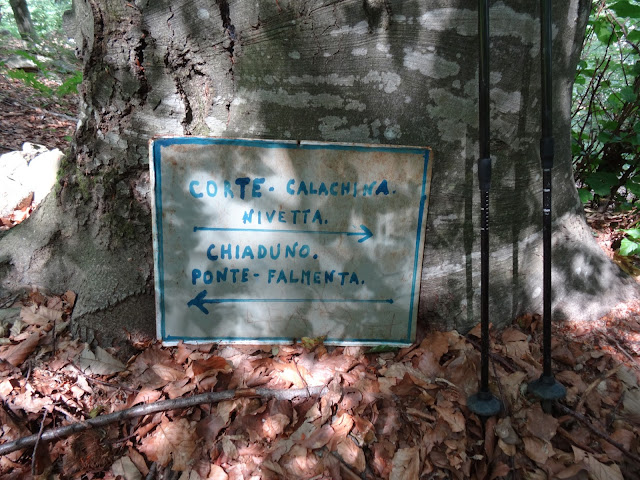 CORTE - CALACHINA.
NIVETTA.
CHIADUNO.
PONTE - FALMENTA.